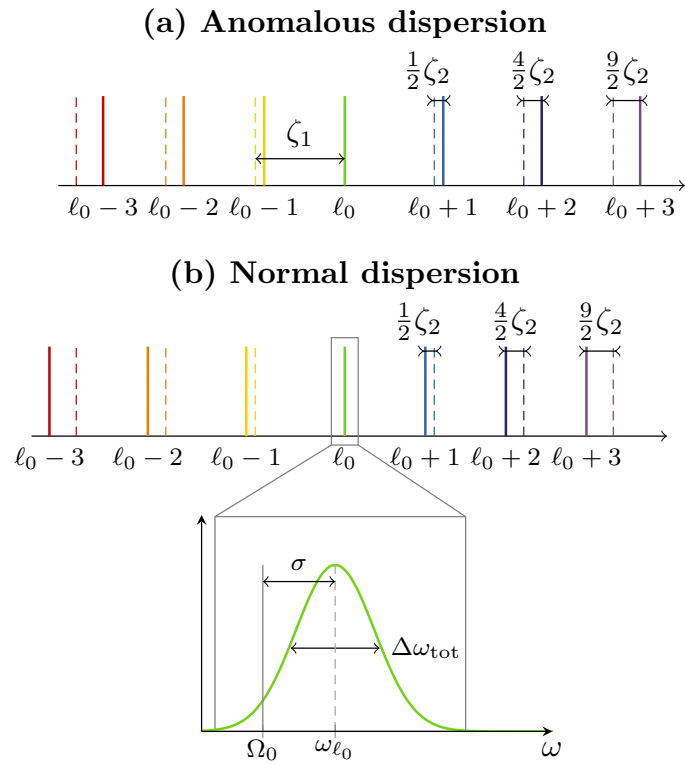 (a) Anomalous dispersion
½ζ₂ 4/2ζ₂ 9/2ζ₂
ζ₁
ℓ₀ − 3 ℓ₀ − 2 ℓ₀ − 1 ℓ₀ ℓ₀ + 1 ℓ₀ + 2 ℓ₀ + 3
(b) Normal dispersion
½ζ₂ 4/2ζ₂ 9/2ζ₂
ℓ₀ − 3 ℓ₀ − 2 ℓ₀ − 1 ℓ₀ ℓ₀ + 1 ℓ₀ + 2 ℓ₀ + 3
σ
Δω_tot
Ω₀ ω_ℓ₀ ω